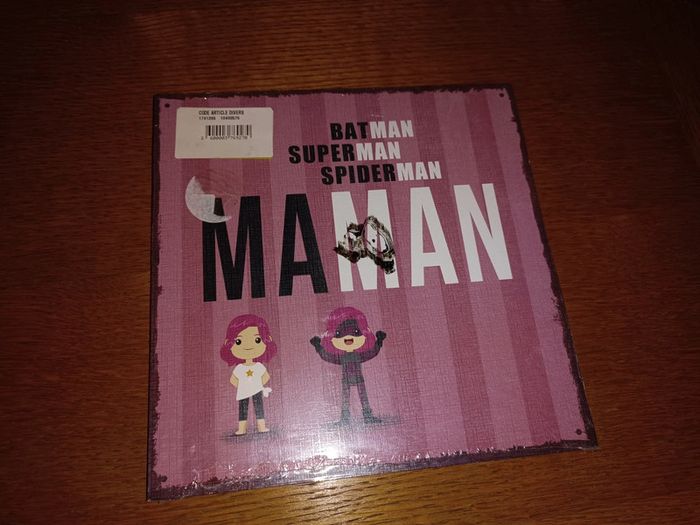 CODE ARTICLE DIVERS
BATMAN
SUPERMAN
SPIDERMAN
MAMAN